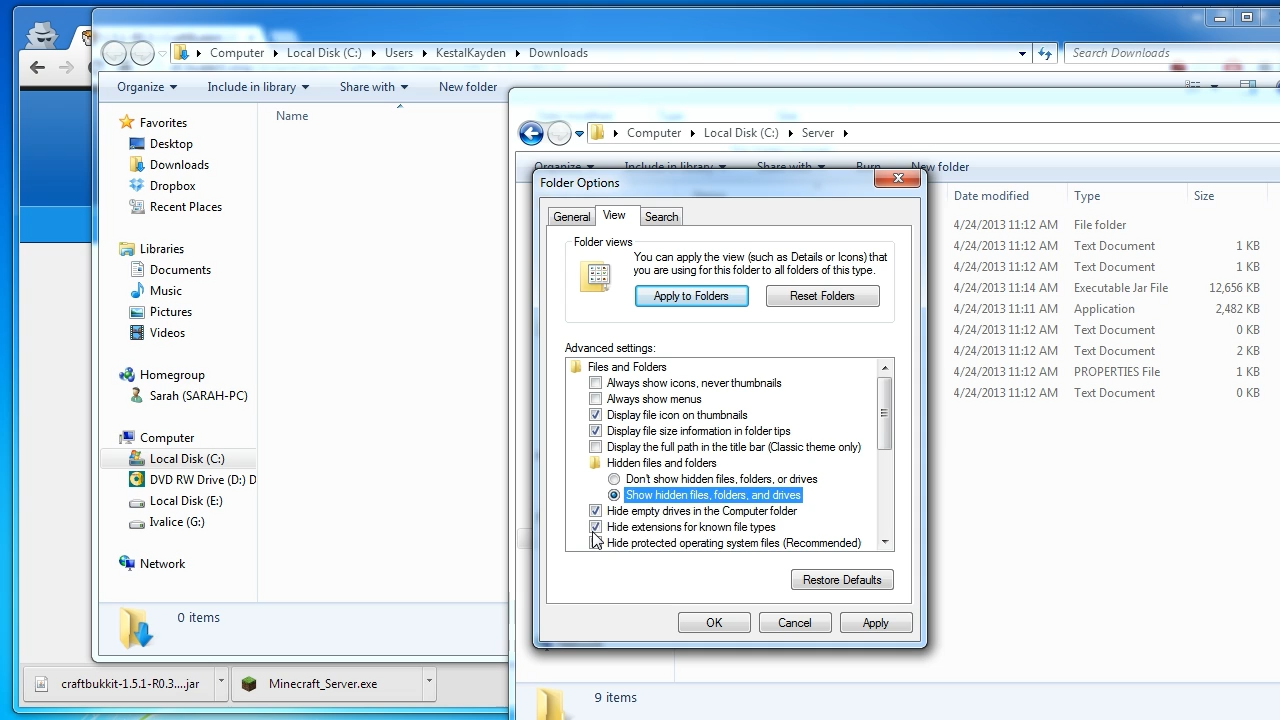 Computer Local Disk (C:) Users KestalKayden Downloads
Search Downloads
Organize Include in library Share with New folder
Name
Favorites
Desktop
Downloads
Dropbox
Recent Places
Libraries
Documents
Music
Pictures
Videos
Homegroup
Sarah (SARAH-PC)
Computer
Local Disk (C:)
DVD RW Drive (D:) D
Local Disk (E:)
Ivalice (G:)
Network
0 items
Computer Local Disk (C:) Server
Organize Include in library Share with Burn New folder
Date modified Type Size
4/24/2013 11:12 AM File folder
4/24/2013 11:12 AM Text Document 1 KB
4/24/2013 11:12 AM Text Document 1 KB
4/24/2013 11:14 AM Executable Jar File 12,656 KB
4/24/2013 11:11 AM Application 2,482 KB
4/24/2013 11:12 AM Text Document 0 KB
4/24/2013 11:12 AM Text Document 2 KB
4/24/2013 11:12 AM PROPERTIES File 1 KB
4/24/2013 11:12 AM Text Document 0 KB
9 items
Folder Options
General View Search
Folder views
You can apply the view (such as Details or Icons) that
you are using for this folder to all folders of this type.
Apply to Folders Reset Folders
Advanced settings:
Files and Folders
Always show icons, never thumbnails
Always show menus
Display file icon on thumbnails
Display file size information in folder tips
Display the full path in the title bar (Classic theme only)
Hidden files and folders
Don't show hidden files, folders, or drives
Show hidden files, folders, and drives
Hide empty drives in the Computer folder
Hide extensions for known file types
Hide protected operating system files (Recommended)
Restore Defaults
OK Cancel Apply
craftbukkit-1.5.1-R0.3....jar Minecraft_Server.exe